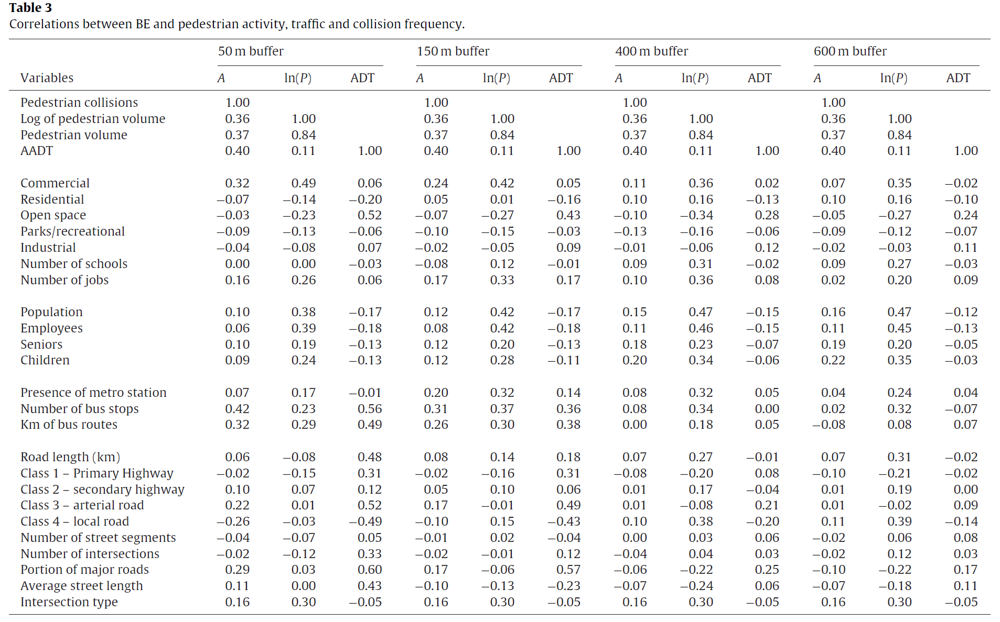 Table 3
Correlations between BE and pedestrian activity, traffic and collision frequency.
50 m buffer 150 m buffer 400 m buffer 600 m buffer
Variables A ln(P) ADT A ln(P) ADT A ln(P) ADT A ln(P) ADT
Pedestrian collisions 1.00 1.00 1.00 1.00
Log of pedestrian volume 0.36 1.00 0.36 1.00 0.36 1.00 0.36 1.00
Pedestrian volume 0.37 0.84 0.37 0.84 0.37 0.84 0.37 0.84
AADT 0.40 0.11 1.00 0.40 0.11 1.00 0.40 0.11 1.00 0.40 0.11 1.00
Commercial 0.32 0.49 0.06 0.24 0.42 0.05 0.11 0.36 0.02 0.07 0.35 −0.02
Residential −0.07 −0.14 −0.20 0.05 0.01 −0.16 0.10 0.16 −0.13 0.10 0.16 −0.10
Open space −0.03 −0.23 0.52 −0.07 −0.27 0.43 −0.10 −0.34 0.28 −0.05 −0.27 0.24
Parks/recreational −0.09 −0.13 −0.06 −0.10 −0.15 −0.03 −0.13 −0.16 −0.06 −0.09 −0.12 −0.07
Industrial −0.04 −0.08 0.07 −0.02 −0.05 0.09 −0.01 −0.06 0.12 −0.02 −0.03 0.11
Number of schools 0.00 0.00 −0.03 −0.08 0.12 −0.01 0.09 0.31 −0.02 0.09 0.27 −0.03
Number of jobs 0.16 0.26 0.06 0.17 0.33 0.17 0.10 0.36 0.08 0.02 0.20 0.09
Population 0.10 0.38 −0.17 0.12 0.42 −0.17 0.15 0.47 −0.15 0.16 0.47 −0.12
Employees 0.06 0.39 −0.18 0.08 0.42 −0.18 0.11 0.46 −0.15 0.11 0.45 −0.13
Seniors 0.10 0.19 −0.13 0.12 0.20 −0.13 0.18 0.23 −0.07 0.19 0.20 −0.05
Children 0.09 0.24 −0.13 0.12 0.28 −0.11 0.20 0.34 −0.06 0.22 0.35 −0.03
Presence of metro station 0.07 0.17 −0.01 0.20 0.32 0.14 0.08 0.32 0.05 0.04 0.24 0.04
Number of bus stops 0.42 0.23 0.56 0.31 0.37 0.36 0.08 0.34 0.00 0.02 0.32 −0.07
Km of bus routes 0.32 0.29 0.49 0.26 0.30 0.38 0.00 0.18 0.05 −0.08 0.08 0.07
Road length (km) 0.06 −0.08 0.48 0.08 0.14 0.18 0.07 0.27 −0.01 0.07 0.31 −0.02
Class 1 – Primary Highway −0.02 −0.15 0.31 −0.02 −0.16 0.31 −0.08 −0.20 0.08 −0.10 −0.21 −0.02
Class 2 – secondary highway 0.10 0.07 0.12 0.05 0.10 0.06 0.01 0.17 −0.04 0.01 0.19 0.00
Class 3 – arterial road 0.22 0.01 0.52 0.17 −0.01 0.49 0.01 −0.08 0.21 0.01 −0.02 0.09
Class 4 – local road −0.26 −0.03 −0.49 −0.10 0.15 −0.43 0.10 0.38 −0.20 0.11 0.39 −0.14
Number of street segments −0.04 −0.07 0.05 −0.01 0.02 −0.04 0.00 0.03 0.06 −0.02 0.06 0.08
Number of intersections −0.02 −0.12 0.33 −0.02 −0.01 0.12 −0.04 0.04 0.03 −0.02 0.12 0.03
Portion of major roads 0.29 0.03 0.60 0.17 −0.06 0.57 −0.06 −0.22 0.25 −0.10 −0.22 0.17
Average street length 0.11 0.00 0.43 −0.10 −0.13 −0.23 −0.07 −0.24 0.06 −0.07 −0.18 0.11
Intersection type 0.16 0.30 −0.05 0.16 0.30 −0.05 0.16 0.30 −0.05 0.16 0.30 −0.05